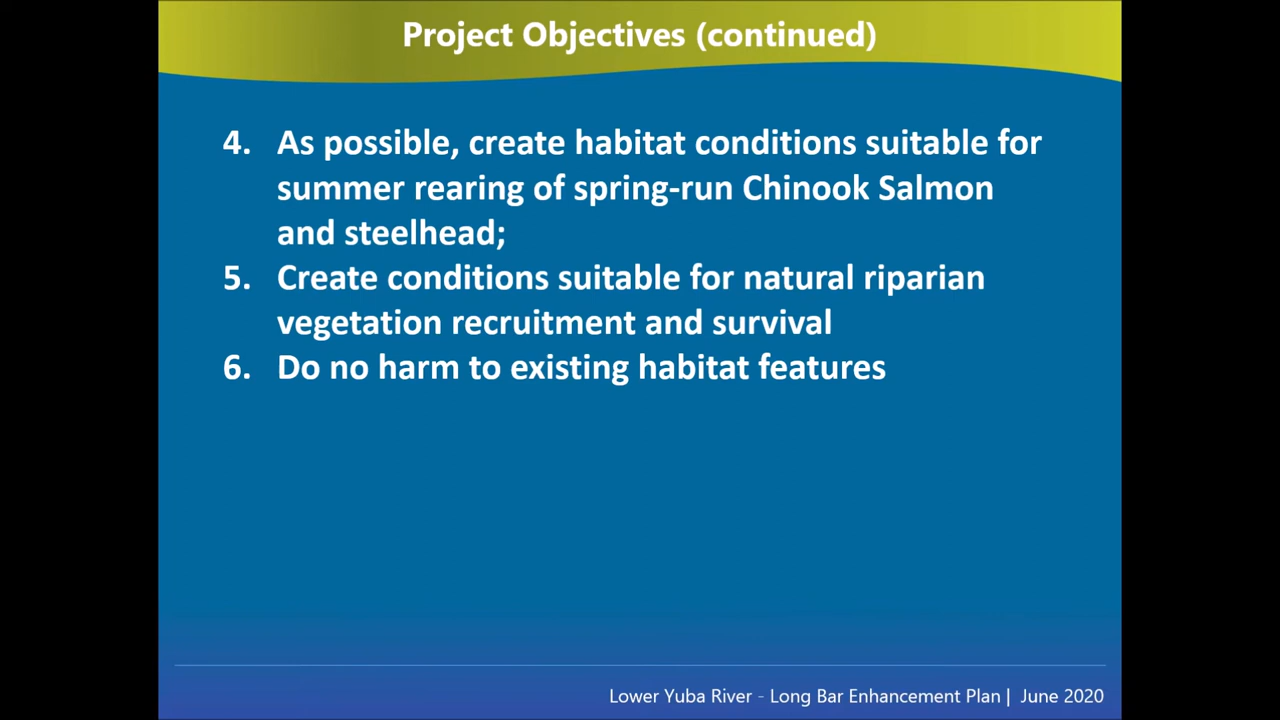 Project Objectives (continued)
4. As possible, create habitat conditions suitable for
summer rearing of spring-run Chinook Salmon
and steelhead;
5. Create conditions suitable for natural riparian
vegetation recruitment and survival
6. Do no harm to existing habitat features
Lower Yuba River - Long Bar Enhancement Plan | June 2020